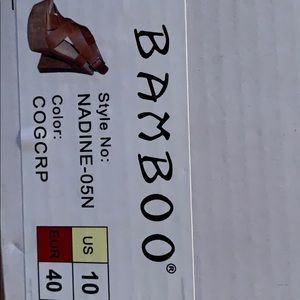 BAMBOO®
Style No:
NADINE-05N
Color:
COGCRP
US 10
EUR 40